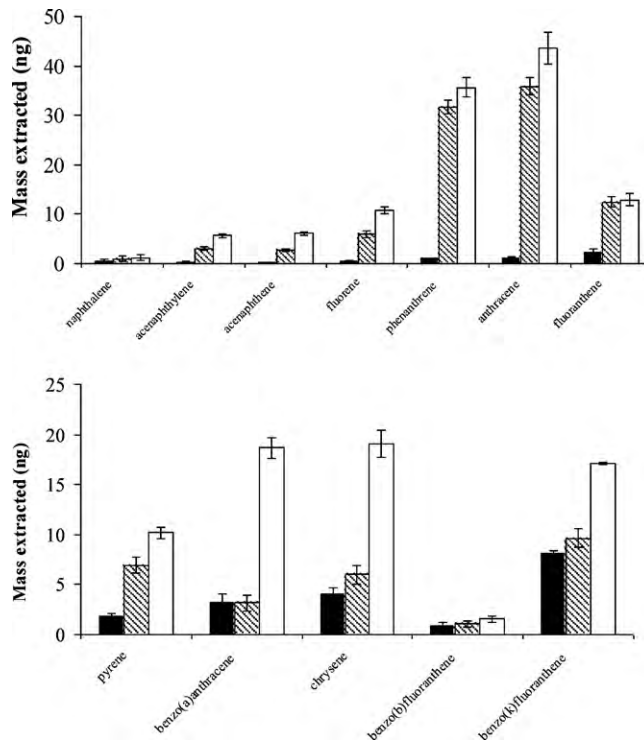 Mass extracted (ng)
50
40
30
20
10
0
naphthalene
acenaphthylene
acenaphthene
fluorene
phenanthrene
anthracene
fluoranthene
Mass extracted (ng)
25
20
15
10
5
0
pyrene
benzo(a)anthracene
chrysene
benzo(b)fluoranthene
benzo(k)fluoranthene